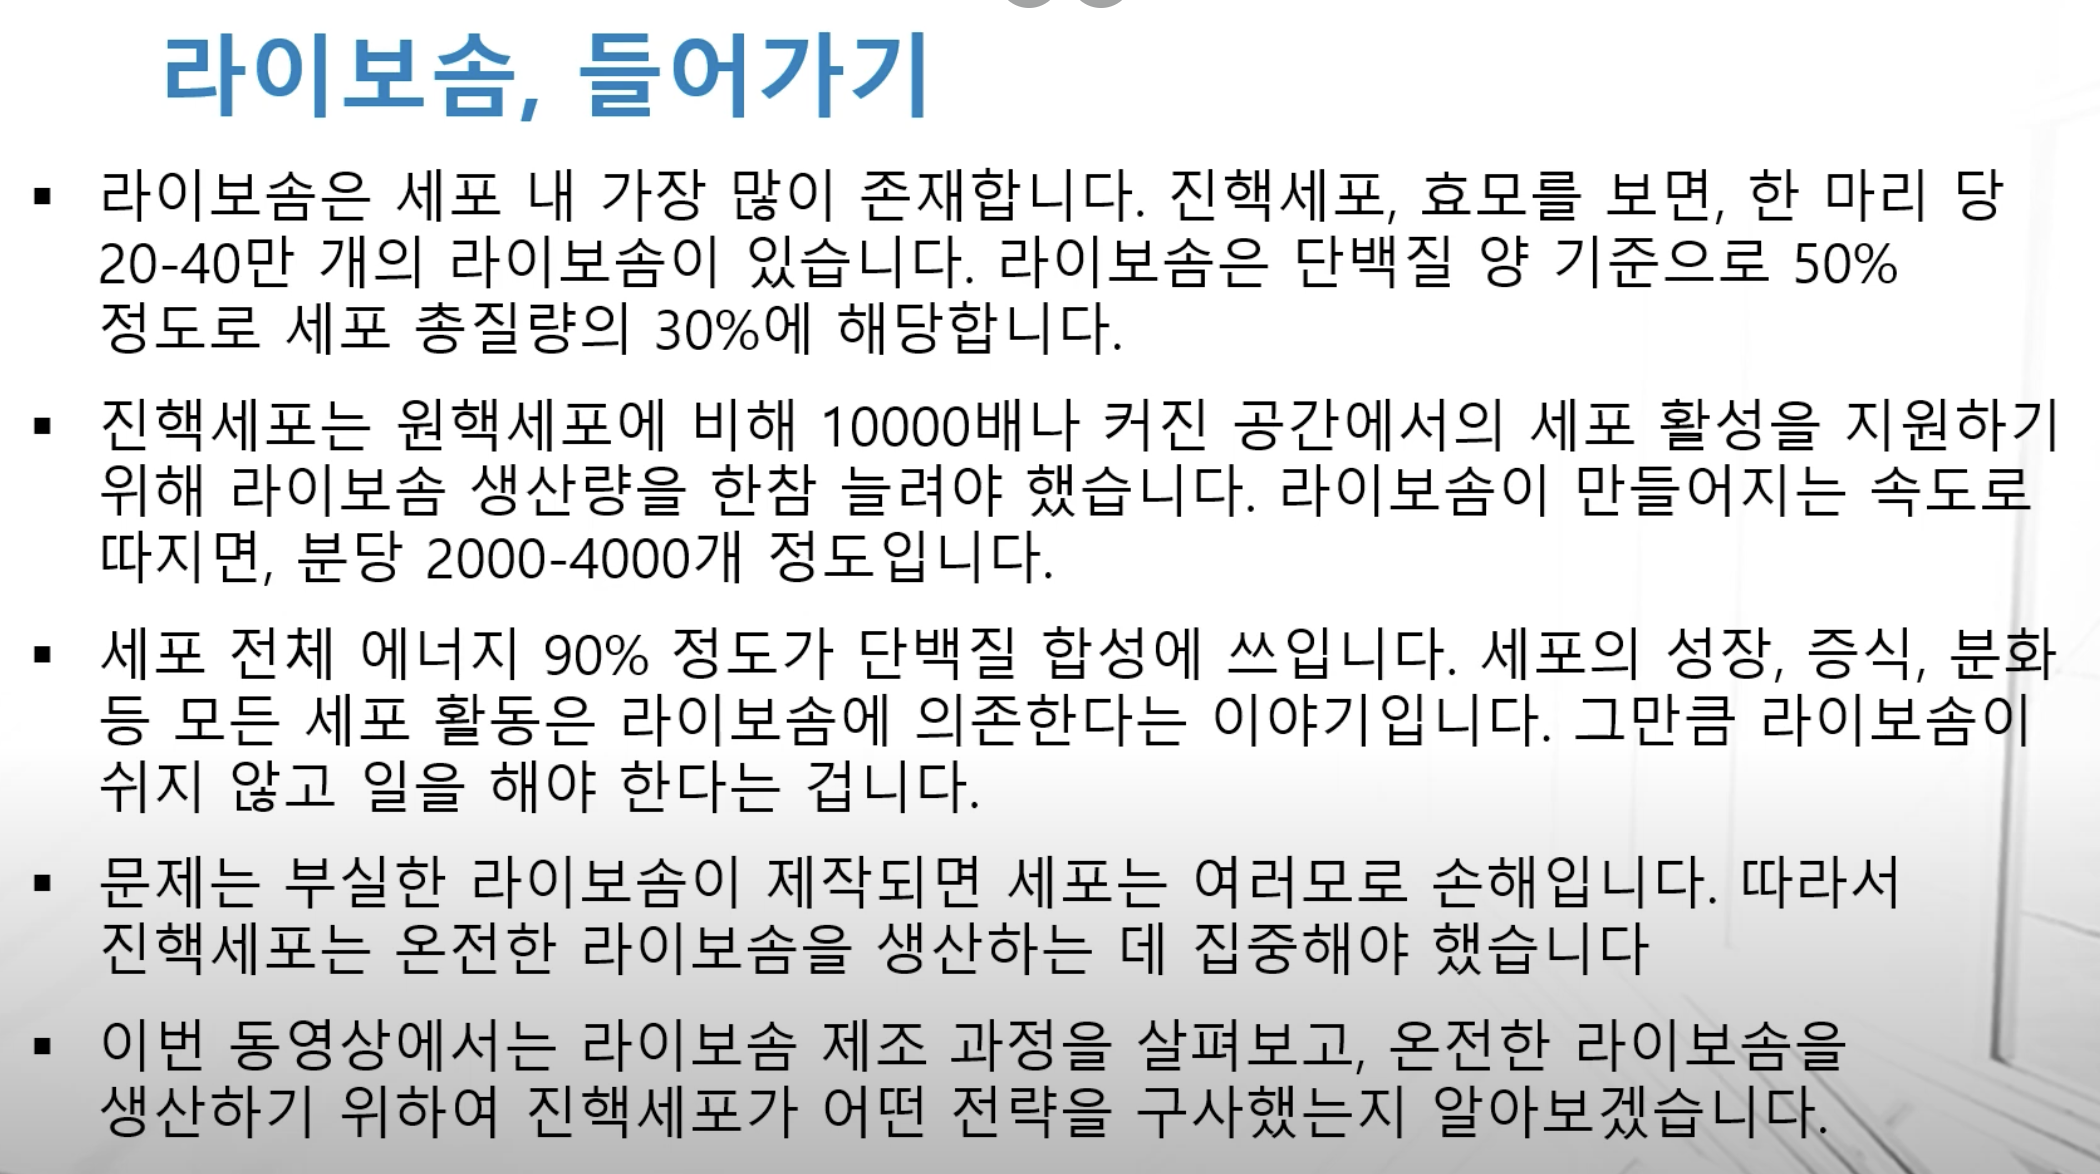 라이보솜, 들어가기
▪ 라이보솜은 세포 내 가장 많이 존재합니다. 진핵세포, 효모를 보면, 한 마리 당
20-40만 개의 라이보솜이 있습니다. 라이보솜은 단백질 양 기준으로 50%
정도로 세포 총질량의 30%에 해당합니다.
▪ 진핵세포는 원핵세포에 비해 10000배나 커진 공간에서의 세포 활성을 지원하기
위해 라이보솜 생산량을 한참 늘려야 했습니다. 라이보솜이 만들어지는 속도로
따지면, 분당 2000-4000개 정도입니다.
▪ 세포 전체 에너지 90% 정도가 단백질 합성에 쓰입니다. 세포의 성장, 증식, 분화
등 모든 세포 활동은 라이보솜에 의존한다는 이야기입니다. 그만큼 라이보솜이
쉬지 않고 일을 해야 한다는 겁니다.
▪ 문제는 부실한 라이보솜이 제작되면 세포는 여러모로 손해입니다. 따라서
진핵세포는 온전한 라이보솜을 생산하는 데 집중해야 했습니다
▪ 이번 동영상에서는 라이보솜 제조 과정을 살펴보고, 온전한 라이보솜을
생산하기 위하여 진핵세포가 어떤 전략을 구사했는지 알아보겠습니다.